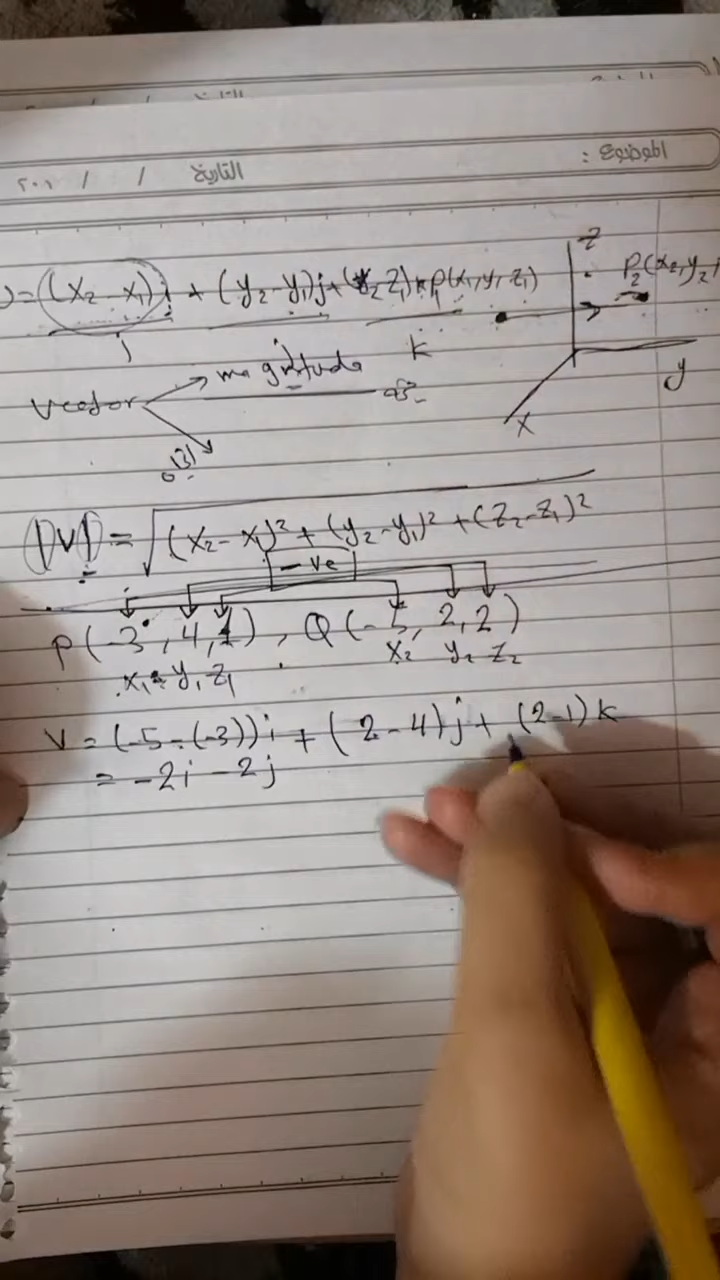 الموضوع :
التاريخ / / ٢٠١
= (x₂ - x₁)i + (y₂ - y₁)j + (z₂ z₁)k P₁(x₁, y₁, z₁)
z
P₂(x₂, y₂
j
k
y
x
Vector
magnitude
|V| = √(x₂ - x₁)² + (y₂ - y₁)² + (z₂ - z₁)²
-ve
P(-3, 4, 1), Q(-5, 2, 2)
x₁ y₁ z₁ x₂ y₂ z₂
V = (-5 - (-3))i + (2 - 4)j + (2 - 1)k
= -2i - 2j